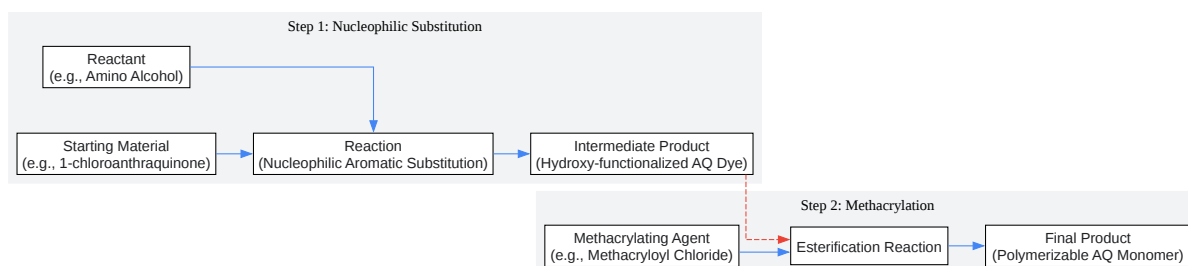 Step 1: Nucleophilic Substitution
Reactant
(e.g., Amino Alcohol)
Starting Material
(e.g., 1-chloroanthraquinone)
Reaction
(Nucleophilic Aromatic Substitution)
Intermediate Product
(Hydroxy-functionalized AQ Dye)
Step 2: Methacrylation
Methacrylating Agent
(e.g., Methacryloyl Chloride)
Esterification Reaction
Final Product
(Polymerizable AQ Monomer)